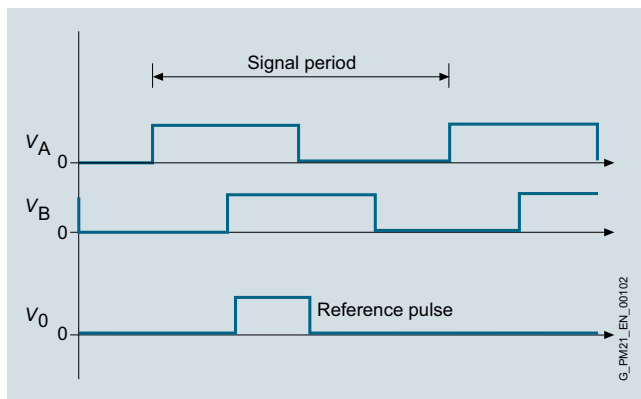 Signal period
VA
0
VB
0
V0
0
Reference pulse
G_PM21_EN_00102